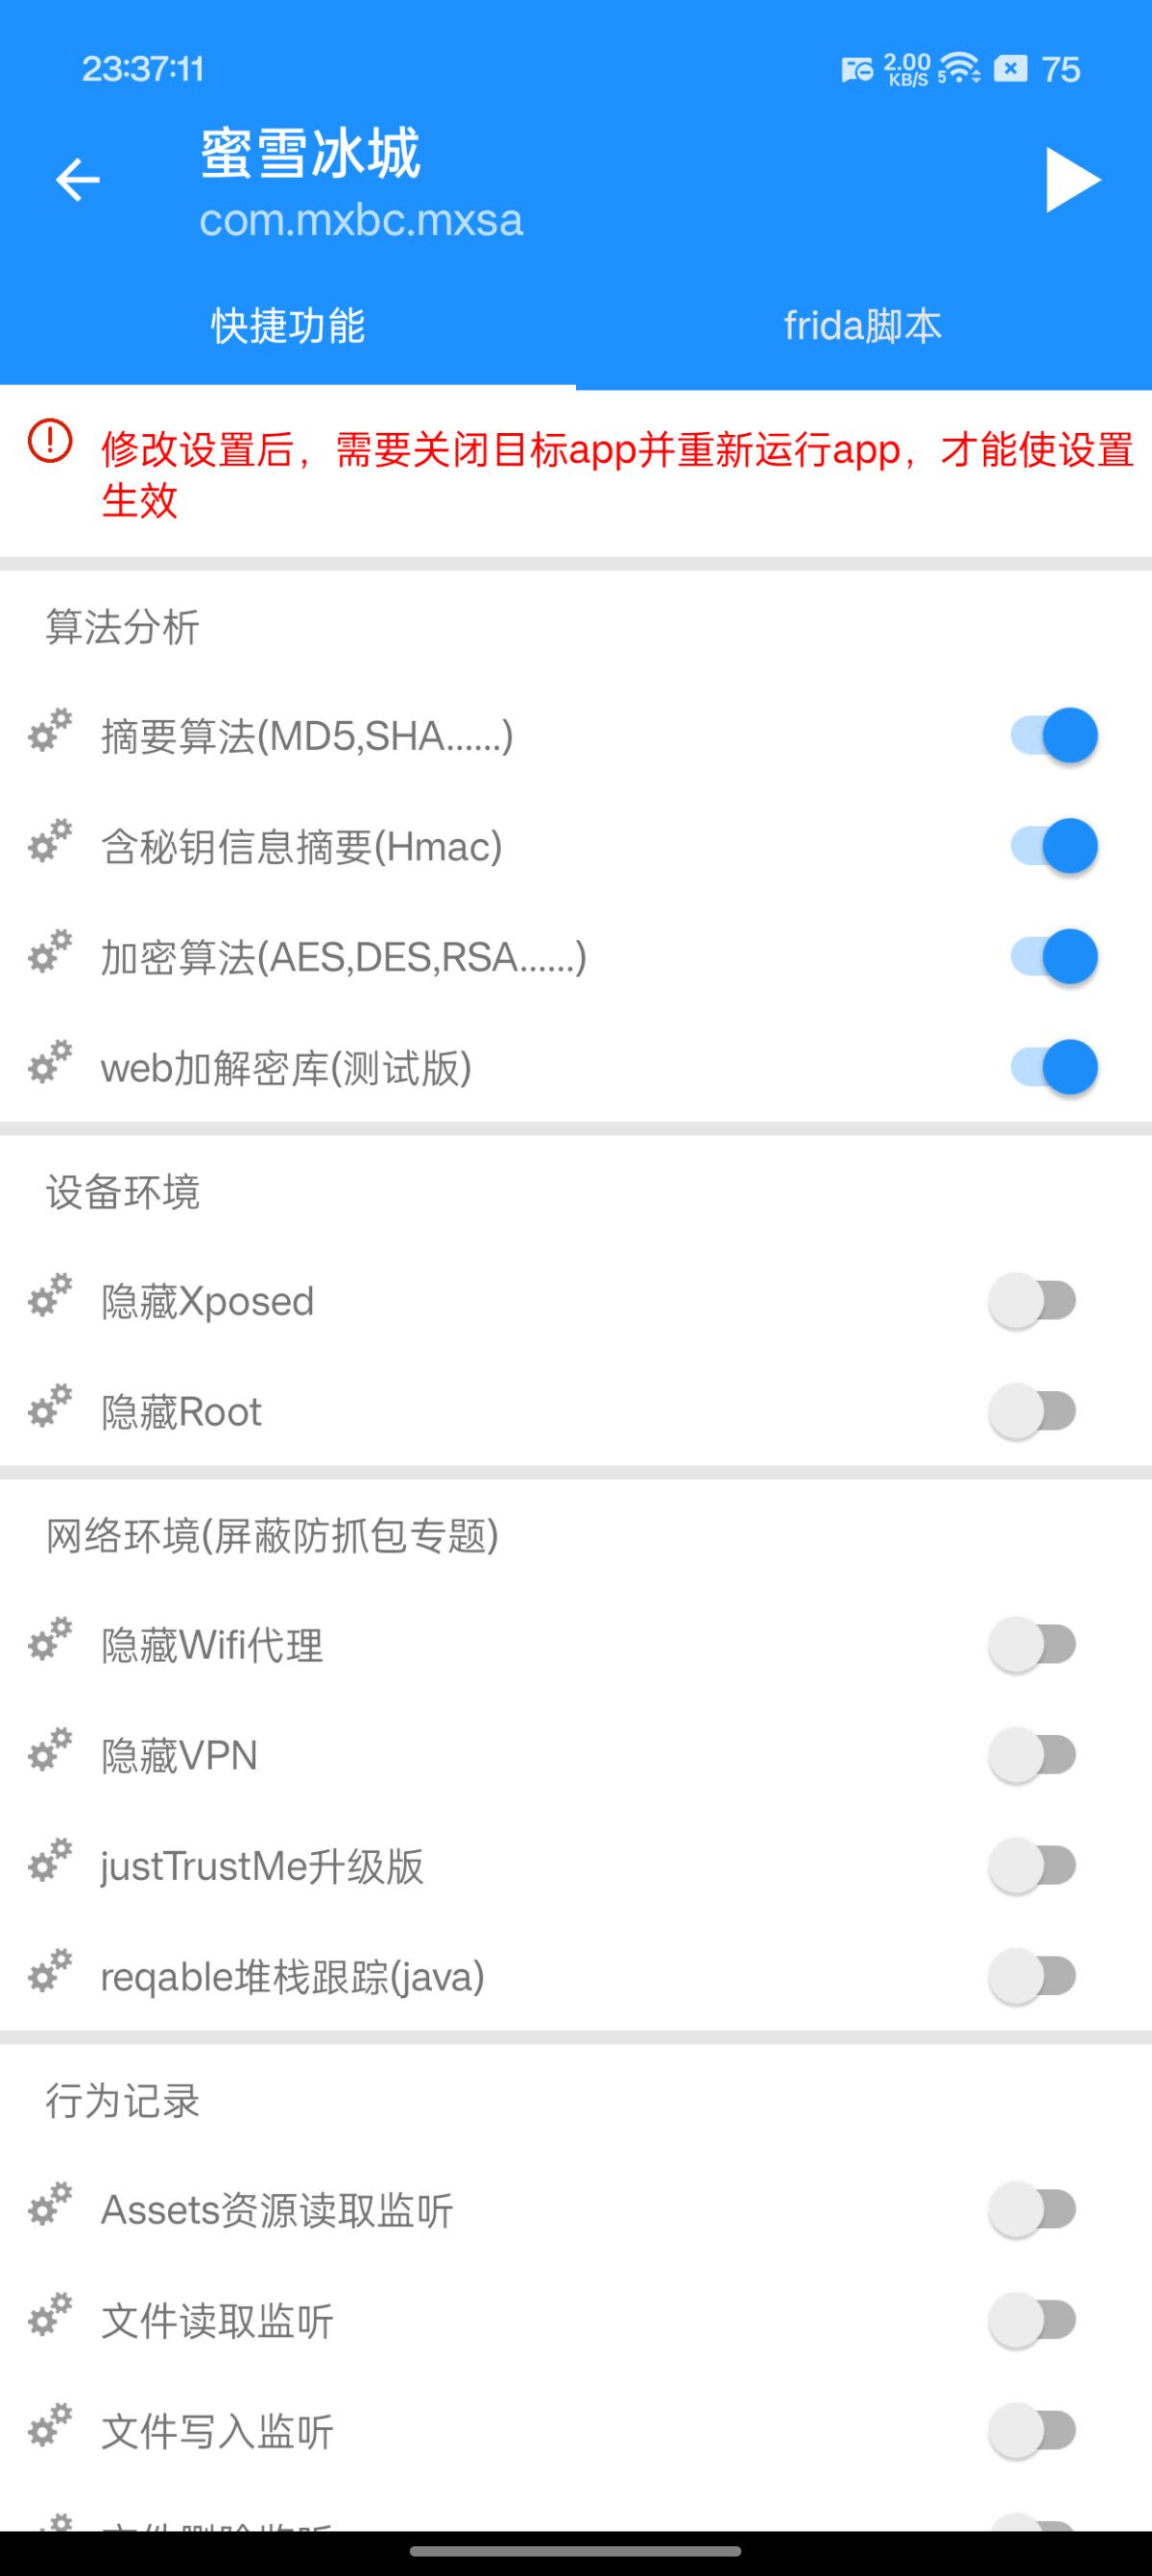 23:37:11
2.00
KB/S
5
75
蜜雪冰城
com.mxbc.mxsa
快捷功能
frida脚本
修改设置后，需要关闭目标app并重新运行app，才能使设置
生效
算法分析
摘要算法(MD5,SHA......)
含秘钥信息摘要(Hmac)
加密算法(AES,DES,RSA......)
web加解密库(测试版)
设备环境
隐藏Xposed
隐藏Root
网络环境(屏蔽防抓包专题)
隐藏Wifi代理
隐藏VPN
justTrustMe升级版
reqable堆栈跟踪(java)
行为记录
Assets资源读取监听
文件读取监听
文件写入监听